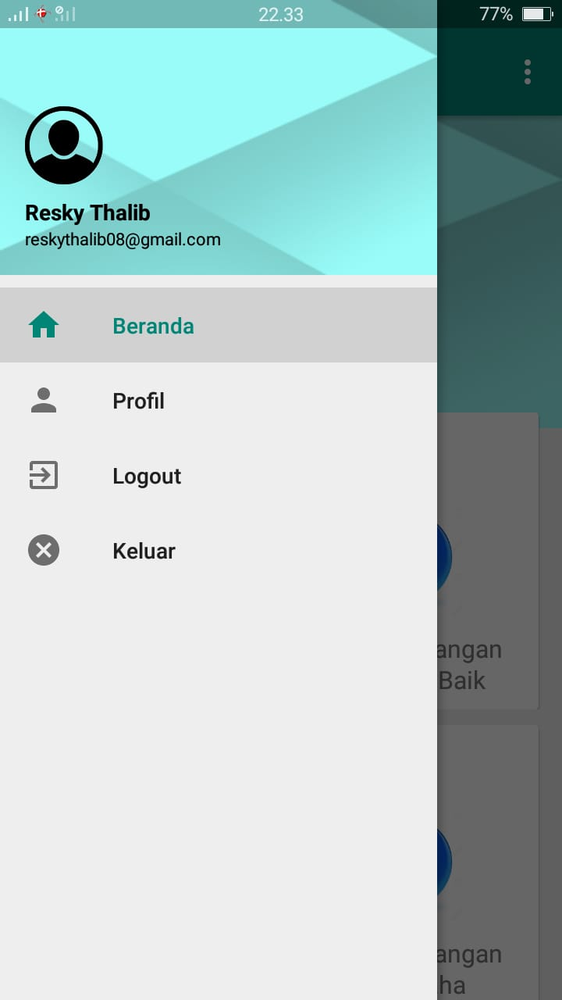 22.33
77%
Resky Thalib
reskythalib08@gmail.com
Beranda
Profil
Logout
Keluar
angan
Baik
angan
ha